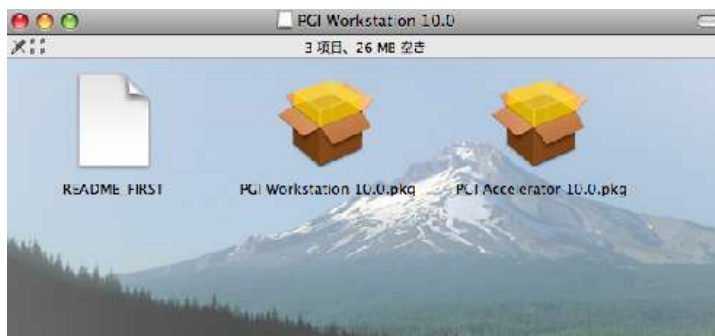 PGI Workstation 10.0
3 項目、26 MB 空き
README FIRST
PGI Workstation 10.0.pkg
PGI Accelerator 10.0.pkg